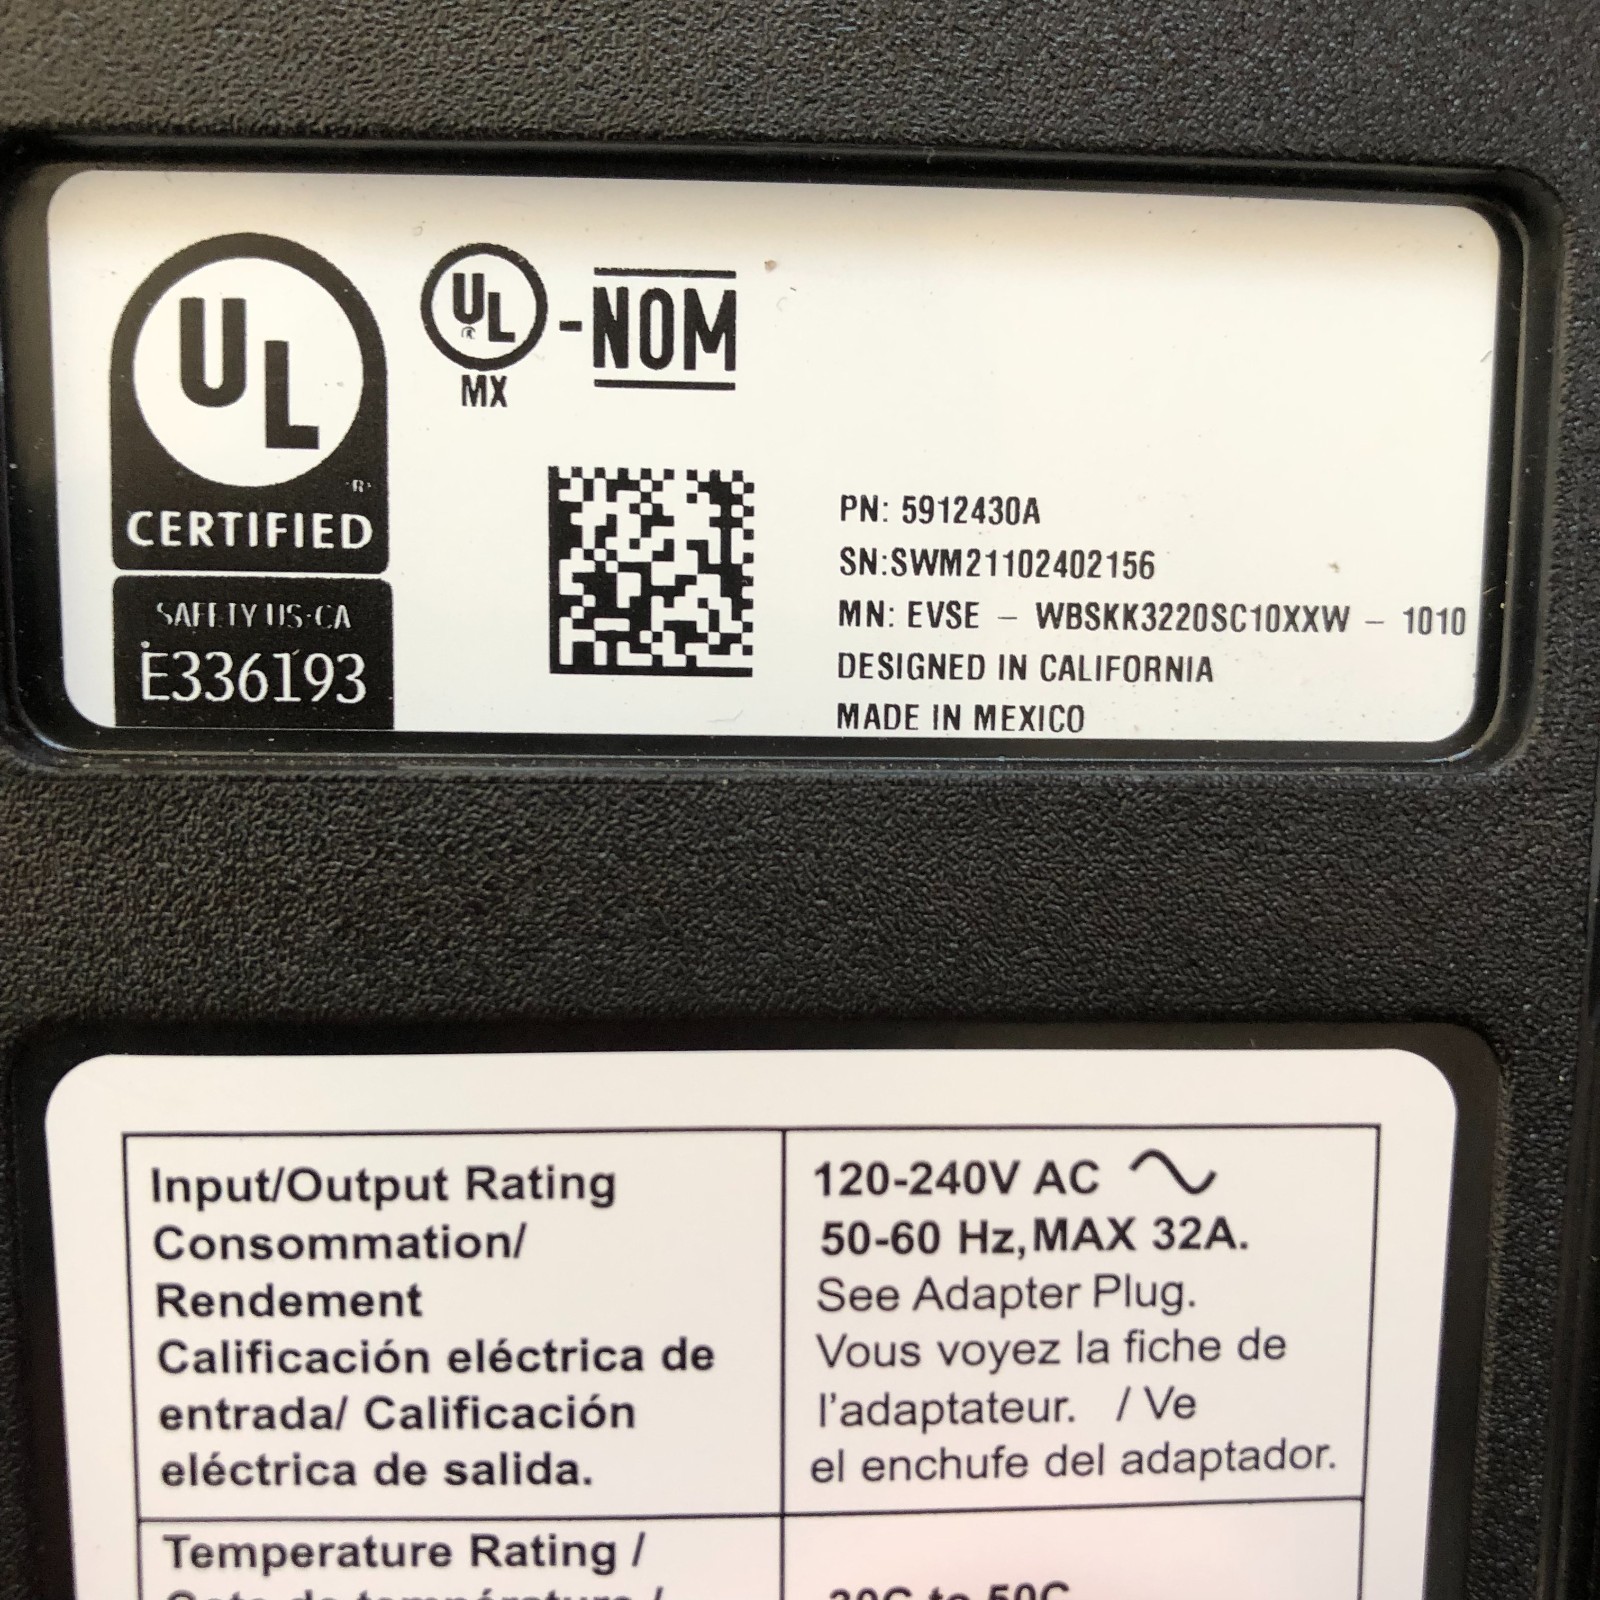 UL
®
CERTIFIED
SAFETY US-CA
E336193
UL
®
MX
-NOM
PN: 5912430A
SN:SWM21102402156
MN: EVSE – WBSKK3220SC10XXW – 1010
DESIGNED IN CALIFORNIA
MADE IN MEXICO
Input/Output Rating
Consommation/
Rendement
Calificación eléctrica de
entrada/ Calificación
eléctrica de salida.
120-240V AC
50-60 Hz, MAX 32A.
See Adapter Plug.
Vous voyez la fiche de
l'adaptateur. / Ve
el enchufe del adaptador.
Temperature Rating /